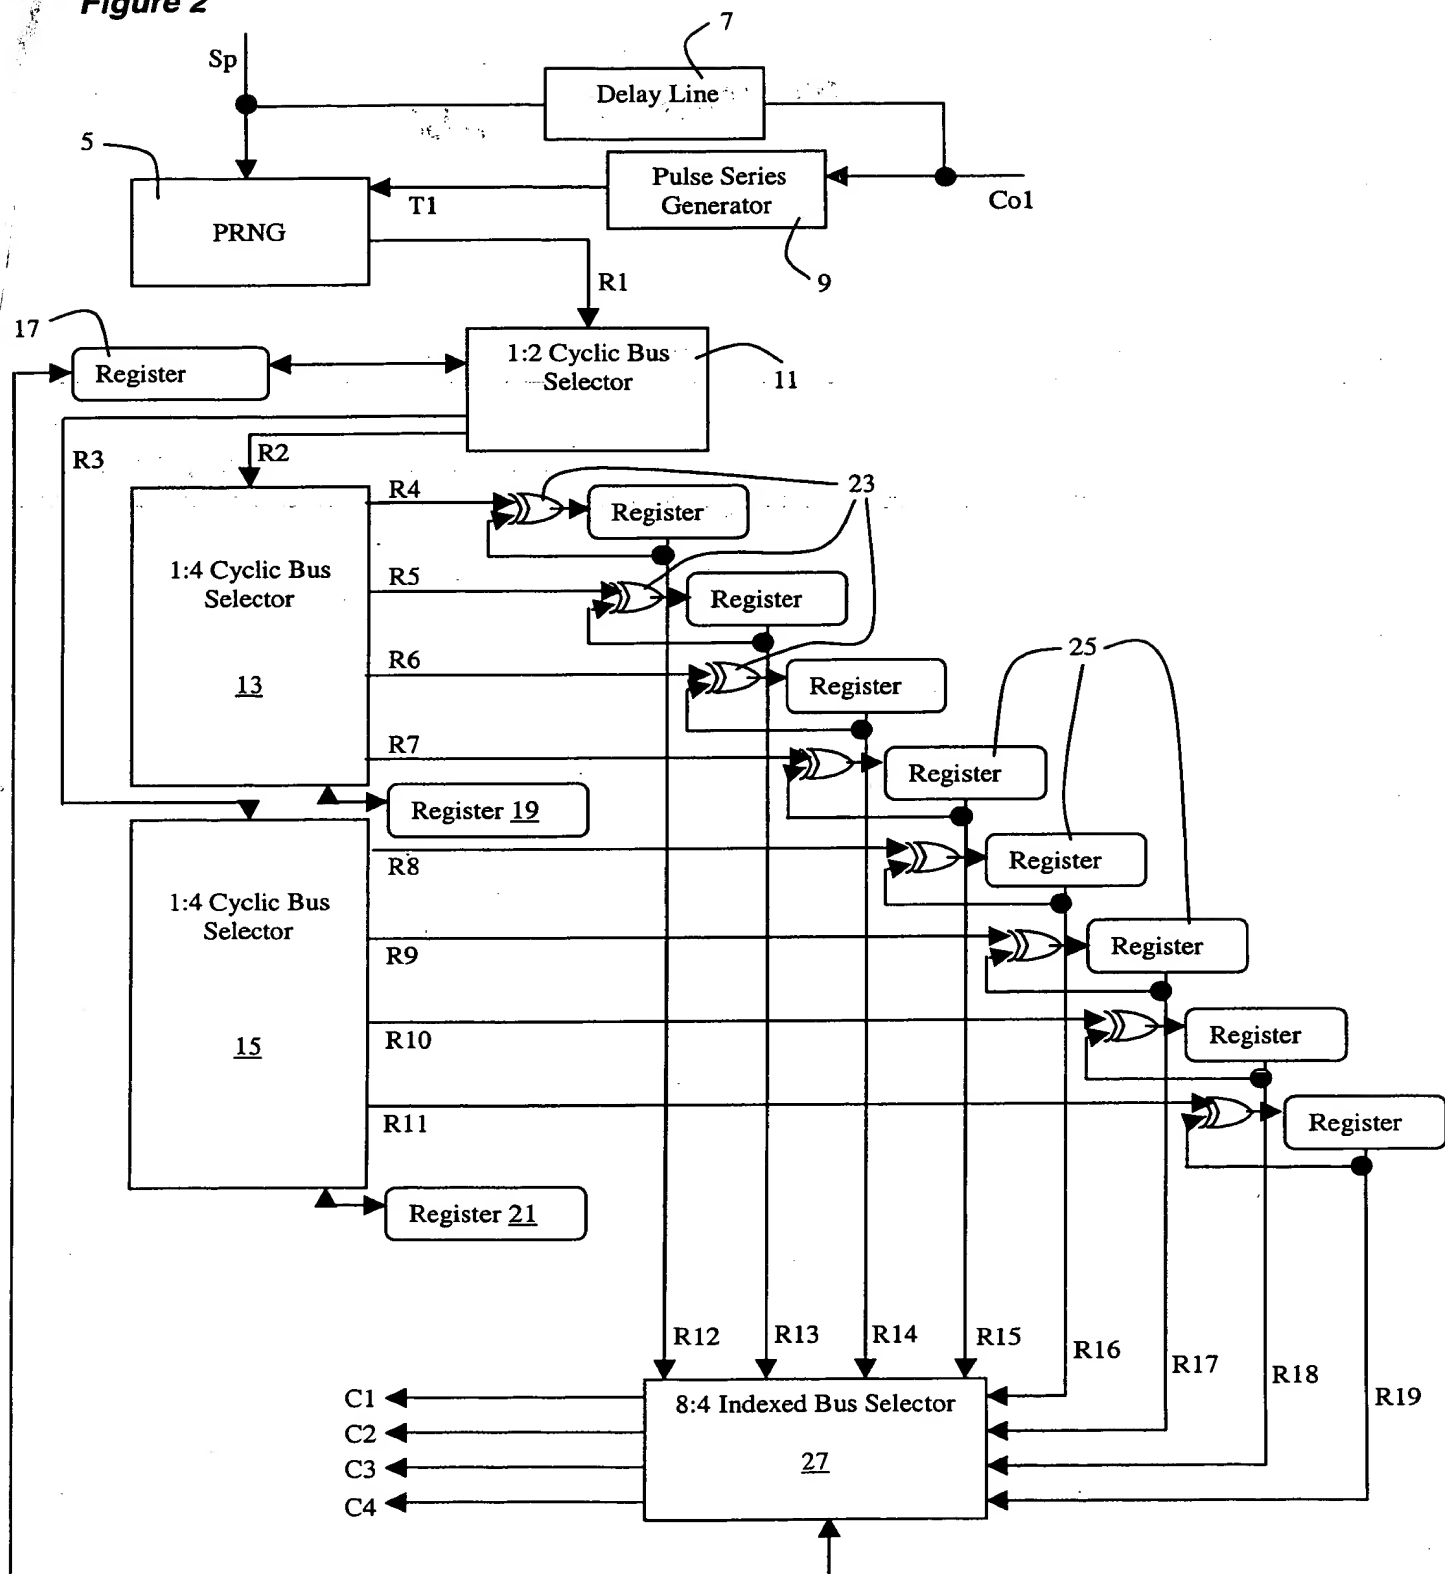 Figure 2
7
Sp
Delay Line
5
Pulse Series
Generator
T1
Co1
PRNG
R1
9
17
1:2 Cyclic Bus
Selector
Register
11
R3
R2
R4
23
Register
1:4 Cyclic Bus
Selector
R5
Register
25
R6
13
Register
R7
Register
Register 19
R8
Register
1:4 Cyclic Bus
Selector
R9
Register
R10
15
Register
R11
Register
Register 21
R12
R13
R14
R15
R16
R17
R18
R19
C1
8:4 Indexed Bus Selector
C2
C3
27
C4